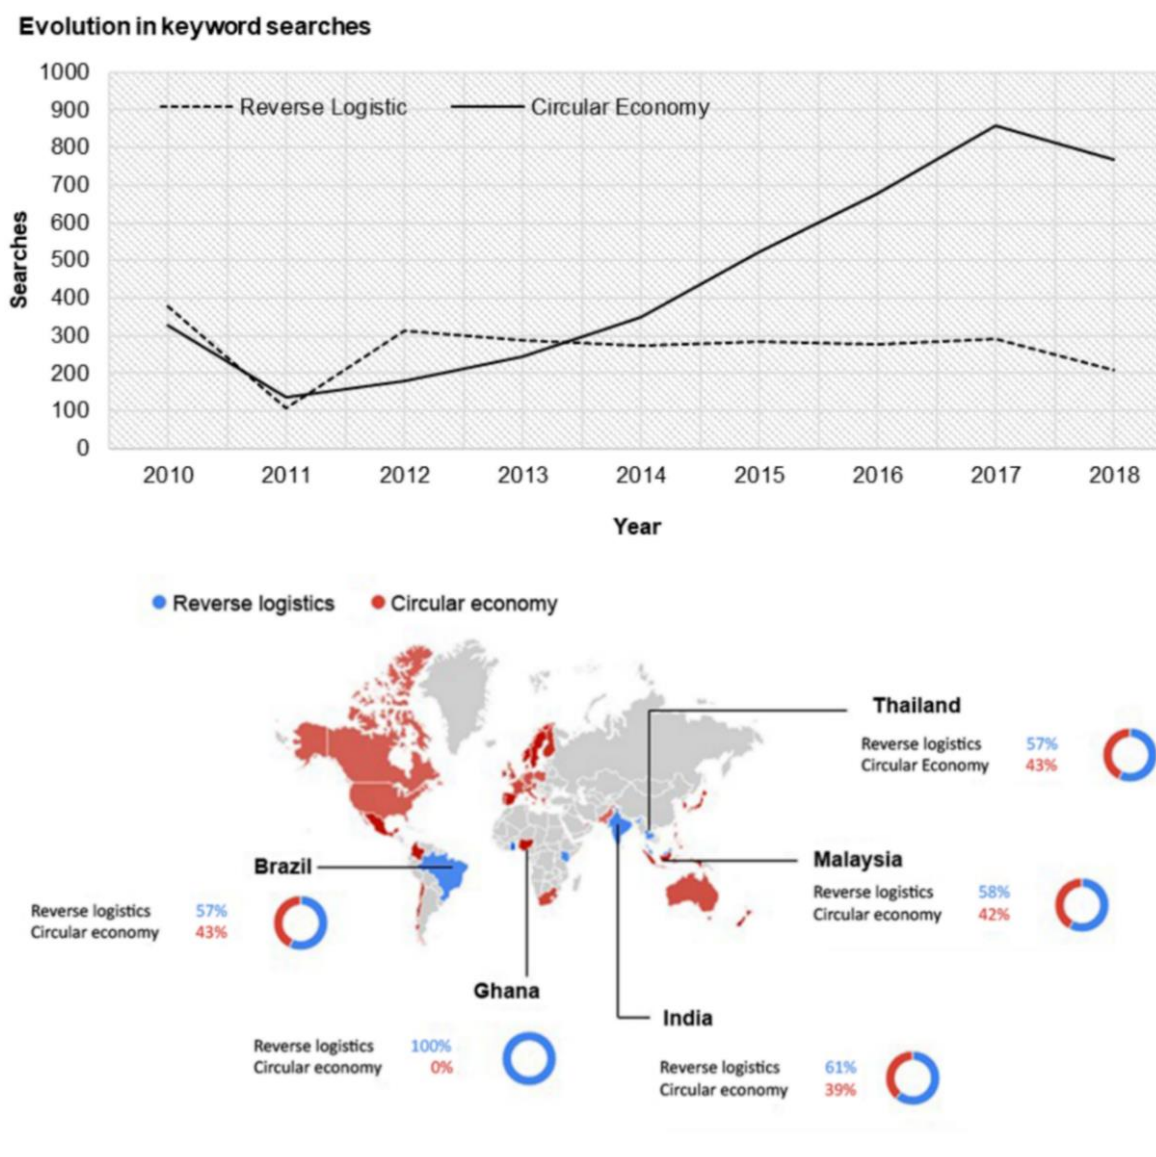 Evolution in keyword searches
1000
900
800
700
600
500
400
300
200
100
0
Reverse Logistic
Circular Economy
Searches
2010 2011 2012 2013 2014 2015 2016 2017 2018
Year
Reverse logistics
Circular economy
Thailand
Reverse logistics 57%
Circular Economy 43%
Malaysia
Reverse logistics 58%
Circular economy 42%
Brazil
Reverse logistics 57%
Circular economy 43%
Ghana
Reverse logistics 100%
Circular economy 0%
India
Reverse logistics 61%
Circular economy 39%